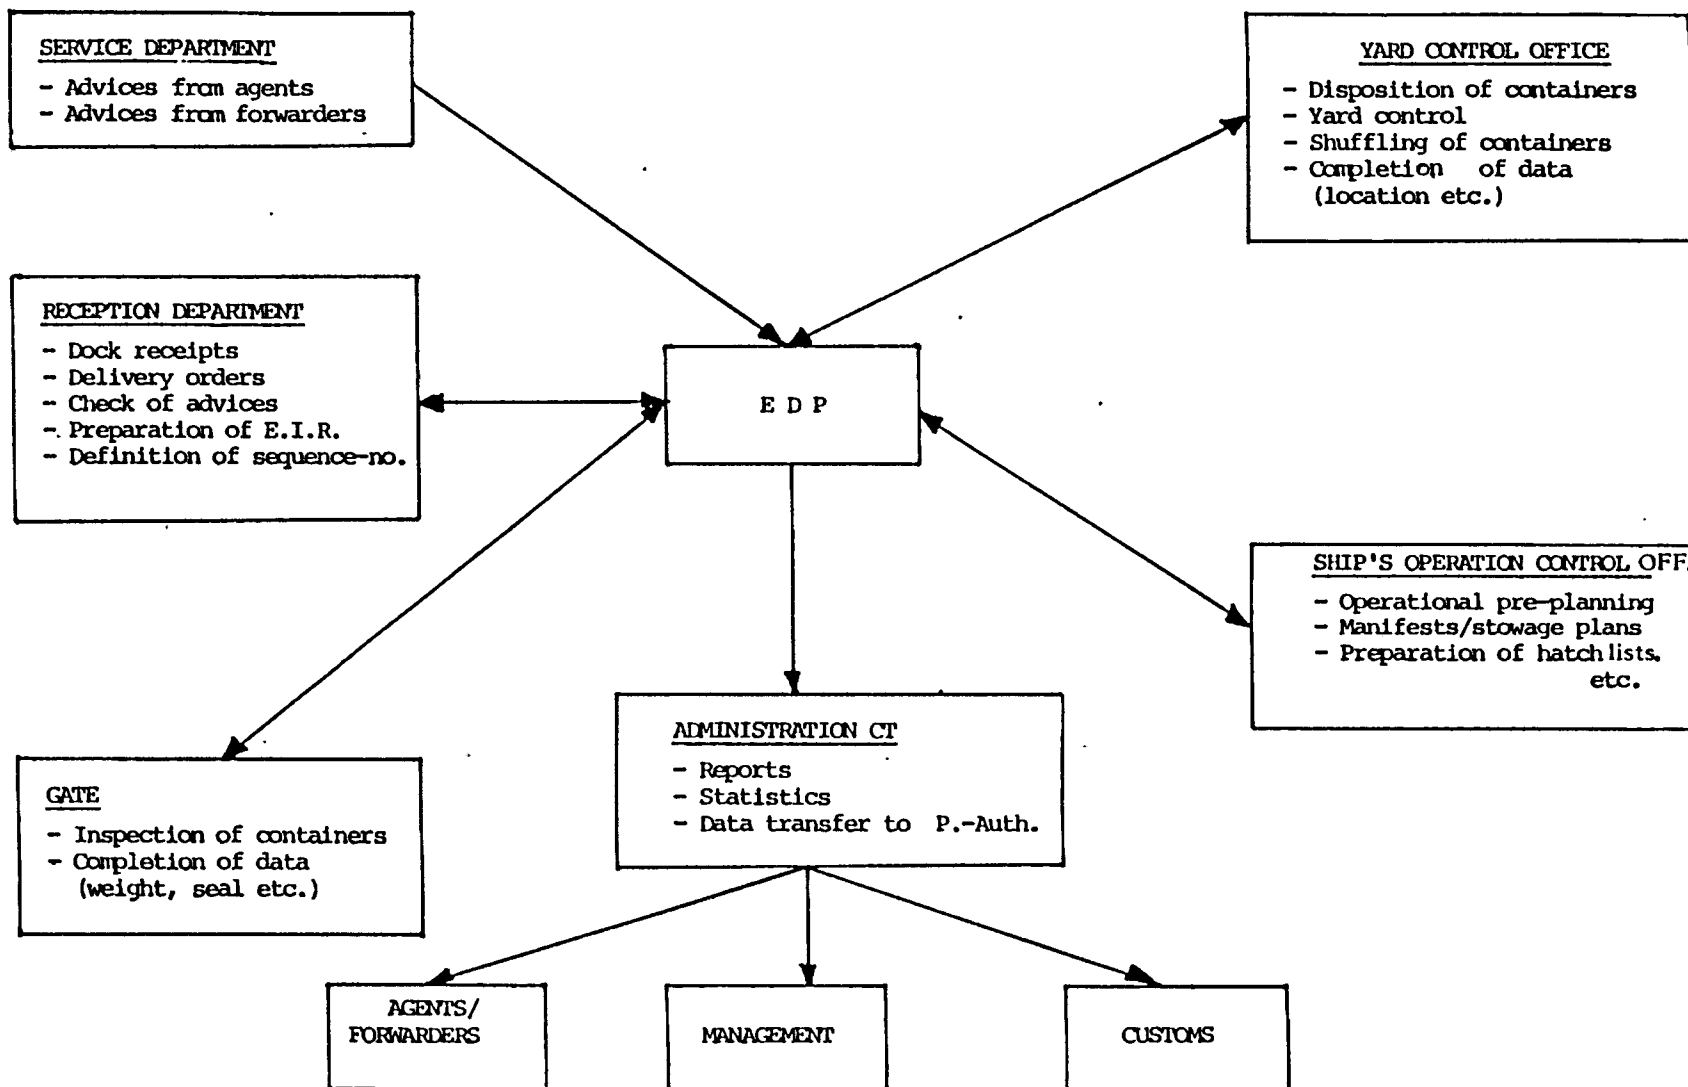 SERVICE DEPARTMENT
- Advices from agents
- Advices from forwarders
YARD CONTROL OFFICE
- Disposition of containers
- Yard control
- Shuffling of containers
- Completion of data
(location etc.)
RECEPTION DEPARTMENT
- Dock receipts
- Delivery orders
- Check of advices
- Preparation of E.I.R.
- Definition of sequence-no.
E D P
SHIP'S OPERATION CONTROL OFF.
- Operational pre-planning
- Manifests/stowage plans
- Preparation of hatch lists.
etc.
GATE
- Inspection of containers
- Completion of data
(weight, seal etc.)
ADMINISTRATION CT
- Reports
- Statistics
- Data transfer to P.-Auth.
AGENTS/
FORWARDERS
MANAGEMENT
CUSTOMS